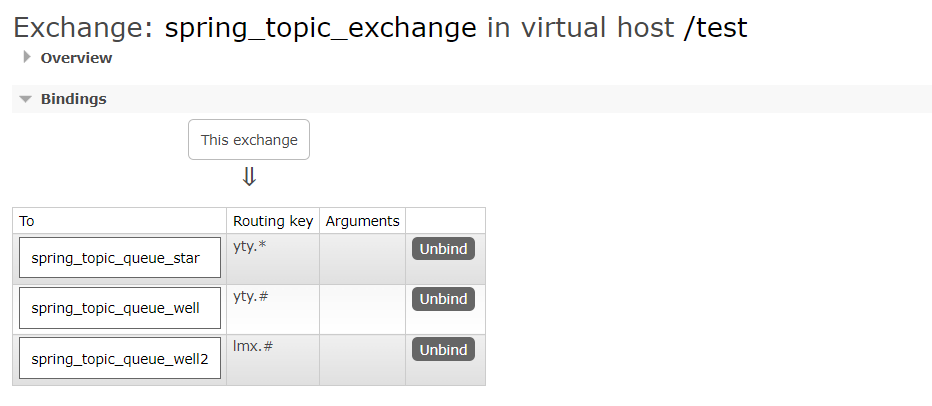 Exchange: spring_topic_exchange in virtual host /test
Overview
Bindings
This exchange
⇓
To Routing key Arguments
spring_topic_queue_star yty.* Unbind
spring_topic_queue_well yty.# Unbind
spring_topic_queue_well2 lmx.# Unbind